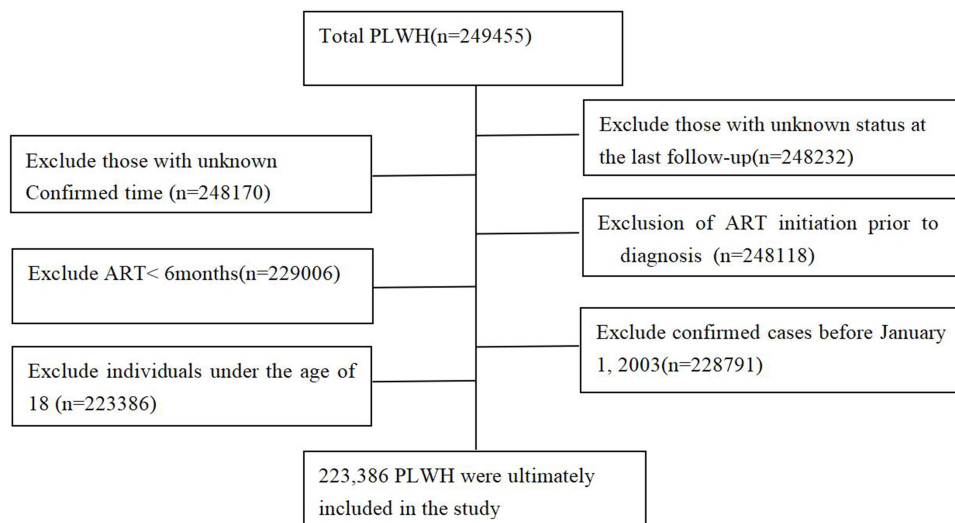 Total PLWH(n=249455)
Exclude those with unknown status at
the last follow-up(n=248232)
Exclude those with unknown
Confirmed time (n=248170)
Exclusion of ART initiation prior to
diagnosis (n=248118)
Exclude ART< 6months(n=229006)
Exclude confirmed cases before January
1, 2003(n=228791)
Exclude individuals under the age of
18 (n=223386)
223,386 PLWH were ultimately
included in the study